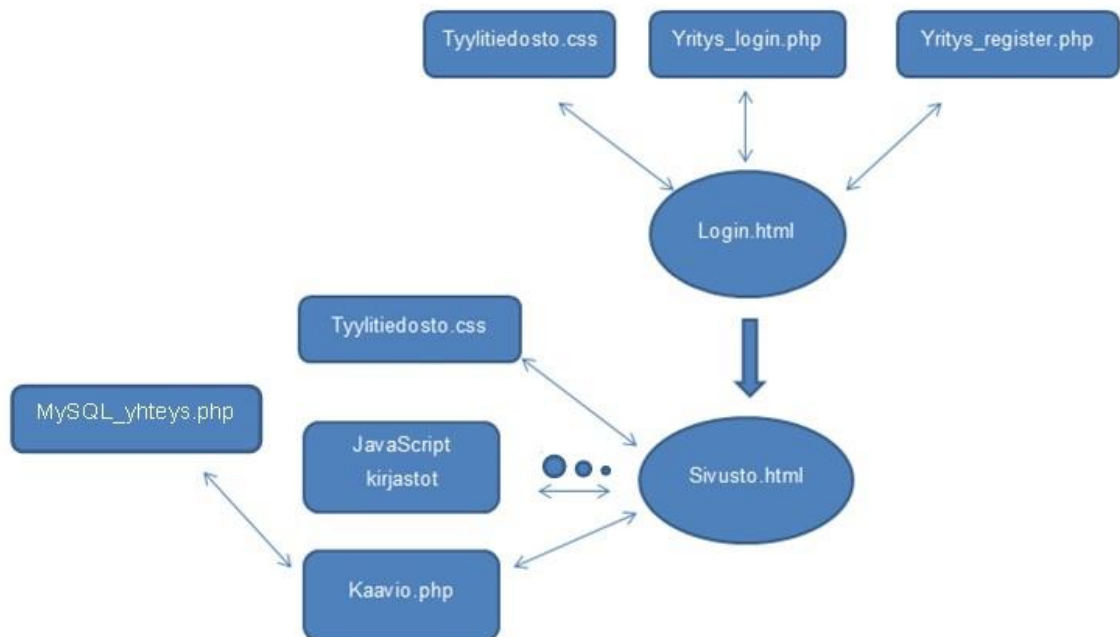 Tyylitiedosto.css
Yritys_login.php
Yritys_register.php
Login.html
Tyylitiedosto.css
MySQL_yhteys.php
JavaScript
kirjastot
Sivusto.html
Kaavio.php